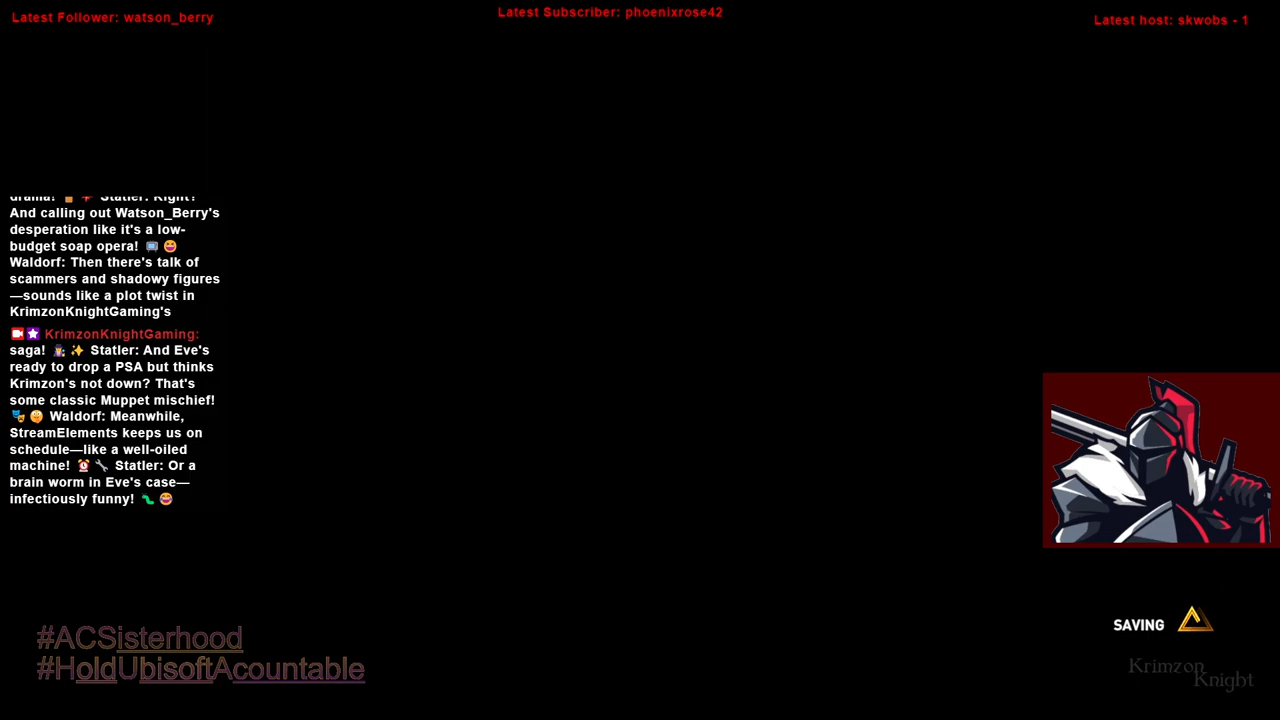 Latest Follower: watson_berry
Latest Subscriber: phoenixrose42
Latest host: skwobs - 1
drama! Statler: Right?
And calling out Watson_Berry's
desperation like it's a low-
budget soap opera!
Waldorf: Then there's talk of
scammers and shadowy figures
—sounds like a plot twist in
KrimzonKnightGaming's
KrimzonKnightGaming:
saga! Statler: And Eve's
ready to drop a PSA but thinks
Krimzon's not down? That's
some classic Muppet mischief!
Waldorf: Meanwhile,
StreamElements keeps us on
schedule—like a well-oiled
machine! Statler: Or a
brain worm in Eve's case—
infectiously funny!
#ACSisterhood
#HoldUbisoftAcountable
SAVING
Krimzon
Knight